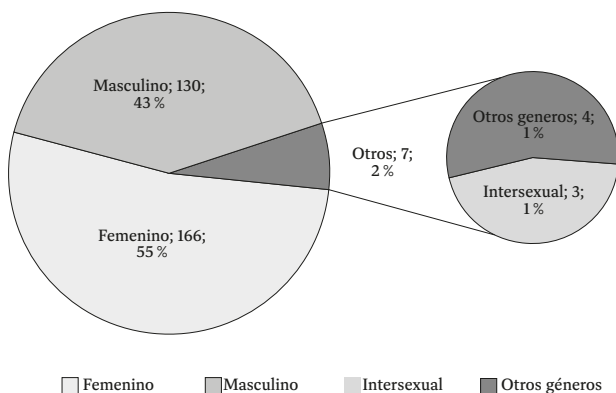 Masculino; 130;
43 %
Otros generos; 4;
1 %
Otros; 7;
2 %
Intersexual; 3;
1 %
Femenino; 166;
55 %
Femenino
Masculino
Intersexual
Otros géneros